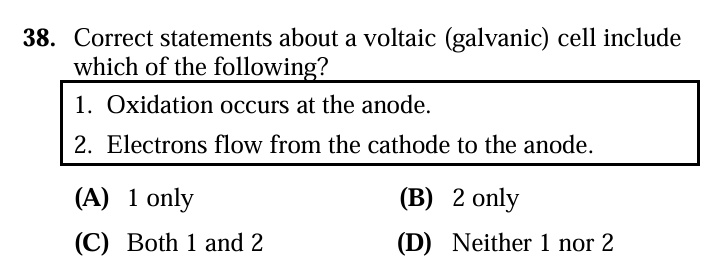 38. Correct statements about a voltaic (galvanic) cell include
which of the following?
1. Oxidation occurs at the anode.
2. Electrons flow from the cathode to the anode.
(A) 1 only (B) 2 only
(C) Both 1 and 2 (D) Neither 1 nor 2